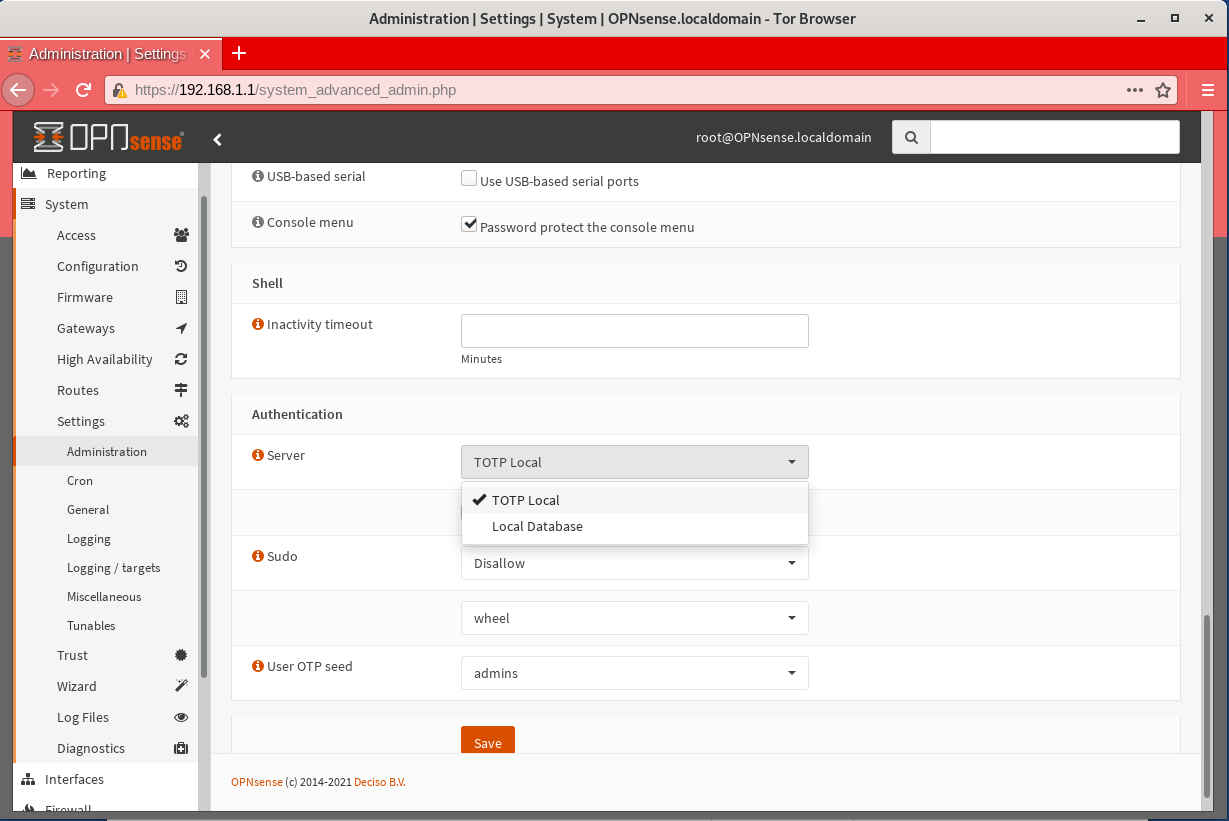 Administration | Settings | System | OPNsense.localdomain - Tor Browser
Administration | Settings
https://192.168.1.1/system_advanced_admin.php
OPNsense
root@OPNsense.localdomain
Reporting
System
Access
Configuration
Firmware
Gateways
High Availability
Routes
Settings
Administration
Cron
General
Logging
Logging / targets
Miscellaneous
Tunables
Trust
Wizard
Log Files
Diagnostics
Interfaces
Firewall
USB-based serial
Use USB-based serial ports
Console menu
Password protect the console menu
Shell
Inactivity timeout
Minutes
Authentication
Server
TOTP Local
TOTP Local
Local Database
Sudo
Disallow
wheel
User OTP seed
admins
Save
OPNsense (c) 2014-2021 Deciso B.V.